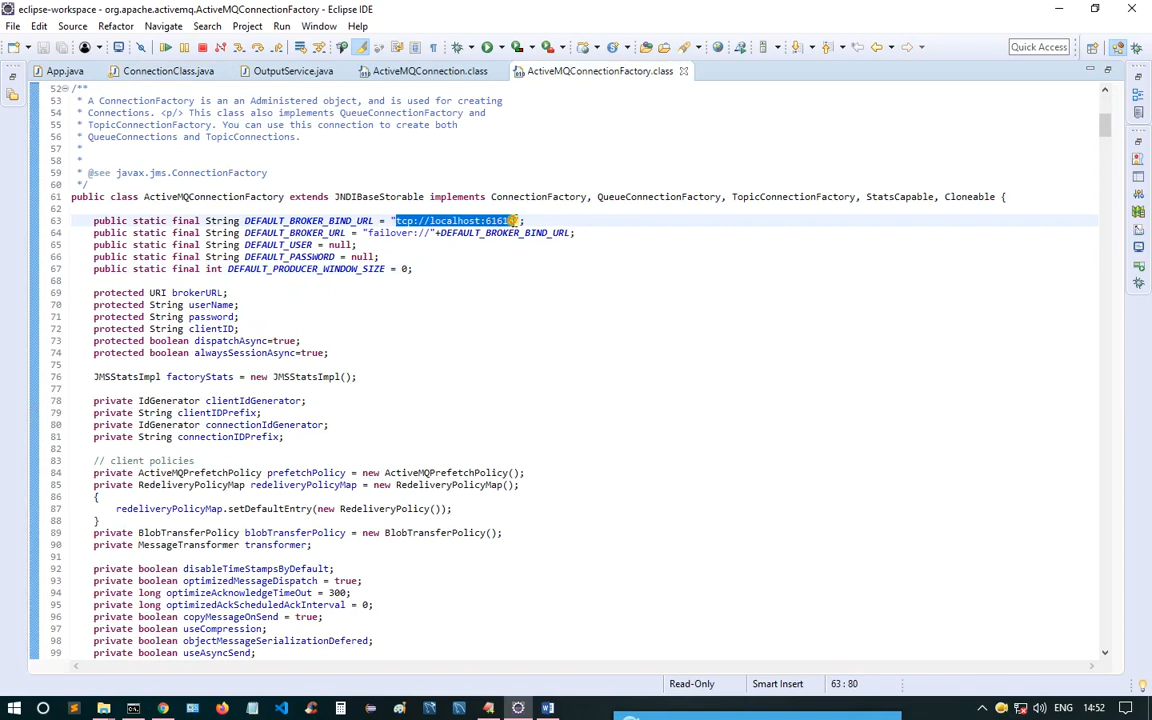 eclipse-workspace - org.apache.activemq.ActiveMQConnectionFactory - Eclipse IDE
File Edit Source Refactor Navigate Search Project Run Window Help
Quick Access
App.java ConnectionClass.java OutputService.java ActiveMQConnection.class ActiveMQConnectionFactory.class
52 /**
53 * A ConnectionFactory is an an Administered object, and is used for creating
54 * Connections. <p/> This class also implements QueueConnectionFactory and
55 * TopicConnectionFactory. You can use this connection to create both
56 * QueueConnections and TopicConnections.
57 *
58 *
59 * @see javax.jms.ConnectionFactory
60 */
61 public class ActiveMQConnectionFactory extends JNDIBaseStorable implements ConnectionFactory, QueueConnectionFactory, TopicConnectionFactory, StatsCapable, Cloneable {
62
63 public static final String DEFAULT_BROKER_BIND_URL = "tcp://localhost:6161 ;
64 public static final String DEFAULT_BROKER_URL = "failover://"+DEFAULT_BROKER_BIND_URL;
65 public static final String DEFAULT_USER = null;
66 public static final String DEFAULT_PASSWORD = null;
67 public static final int DEFAULT_PRODUCER_WINDOW_SIZE = 0;
68
69 protected URI brokerURL;
70 protected String userName;
71 protected String password;
72 protected String clientID;
73 protected boolean dispatchAsync=true;
74 protected boolean alwaysSessionAsync=true;
75
76 JMSStatsImpl factoryStats = new JMSStatsImpl();
77
78 private IdGenerator clientIdGenerator;
79 private String clientIDPrefix;
80 private IdGenerator connectionIdGenerator;
81 private String connectionIDPrefix;
82
83 // client policies
84 private ActiveMQPrefetchPolicy prefetchPolicy = new ActiveMQPrefetchPolicy();
85 private RedeliveryPolicyMap redeliveryPolicyMap = new RedeliveryPolicyMap();
86 {
87 redeliveryPolicyMap.setDefaultEntry(new RedeliveryPolicy());
88 }
89 private BlobTransferPolicy blobTransferPolicy = new BlobTransferPolicy();
90 private MessageTransformer transformer;
91
92 private boolean disableTimeStampsByDefault;
93 private boolean optimizedMessageDispatch = true;
94 private long optimizeAcknowledgeTimeOut = 300;
95 private long optimizedAckScheduledAckInterval = 0;
96 private boolean copyMessageOnSend = true;
97 private boolean useCompression;
98 private boolean objectMessageSerializationDefered;
99 private boolean useAsyncSend;
Read-Only Smart Insert 63 : 80
ENG 14:52